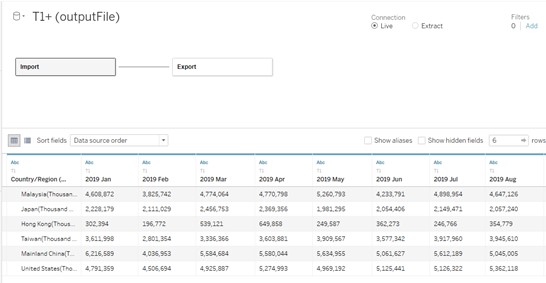 T1+ (outputFile)
Connection
Live Extract
Filters
0 Add
Import Export
Sort fields Data source order Show aliases Show hidden fields 6 rows
Abc Abc Abc Abc Abc Abc Abc Abc Abc
Country/Region (... 2019 Jan 2019 Feb 2019 Mar 2019 Apr 2019 May 2019 Jun 2019 Jul 2019 Aug
Malaysia(Thousan... 4,608,872 3,825,742 4,774,064 4,770,798 5,260,793 4,233,791 4,898,954 4,647,126
Japan(Thousand ... 2,228,179 2,111,029 2,456,753 2,369,356 1,981,295 2,054,406 2,149,471 2,057,240
Hong Kong(Thous... 302,394 196,772 539,121 649,858 249,587 362,273 246,766 354,779
Taiwan(Thousand ... 3,611,998 2,801,354 3,336,366 3,603,881 3,909,567 3,577,342 3,917,960 3,945,610
Mainland China(T... 6,216,589 4,036,953 5,584,684 5,580,044 5,634,955 5,061,627 5,612,189 5,045,005
United States(Tho... 4,791,359 4,506,694 4,925,887 5,274,993 4,969,192 5,125,441 5,126,322 5,362,118